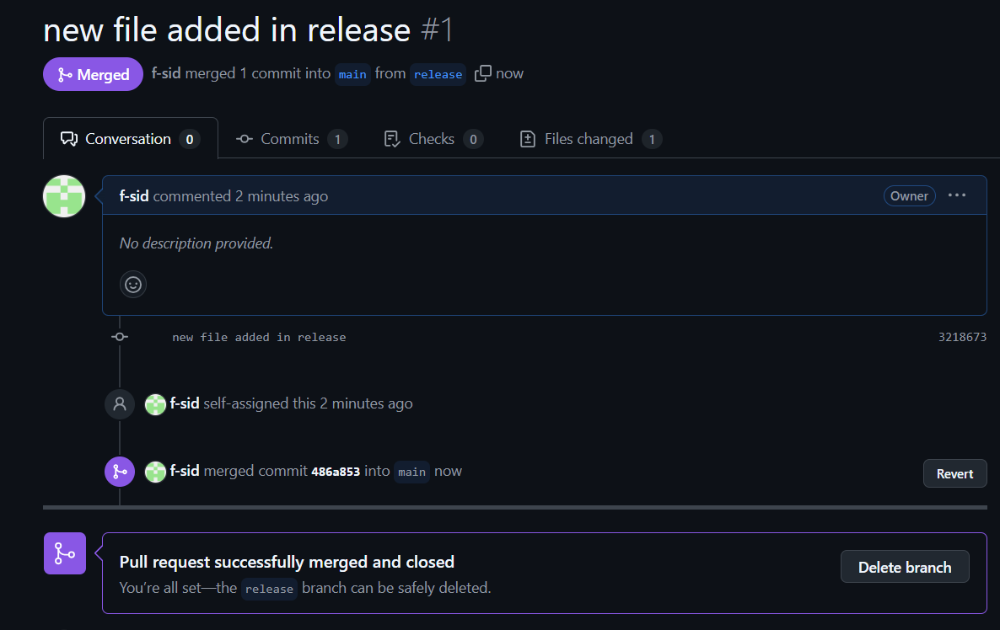 new file added in release #1
Merged f-sid merged 1 commit into main from release now
Conversation 0 Commits 1 Checks 0 Files changed 1
f-sid commented 2 minutes ago Owner ...
No description provided.
new file added in release 3218673
f-sid self-assigned this 2 minutes ago
f-sid merged commit 486a853 into main now Revert
Pull request successfully merged and closed
You're all set—the release branch can be safely deleted.
Delete branch